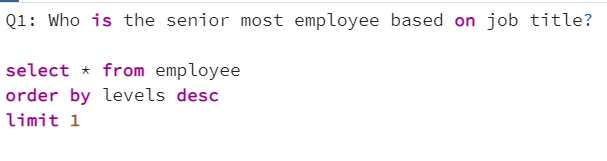 Q1: Who is the senior most employee based on job title?
select * from employee
order by levels desc
limit 1